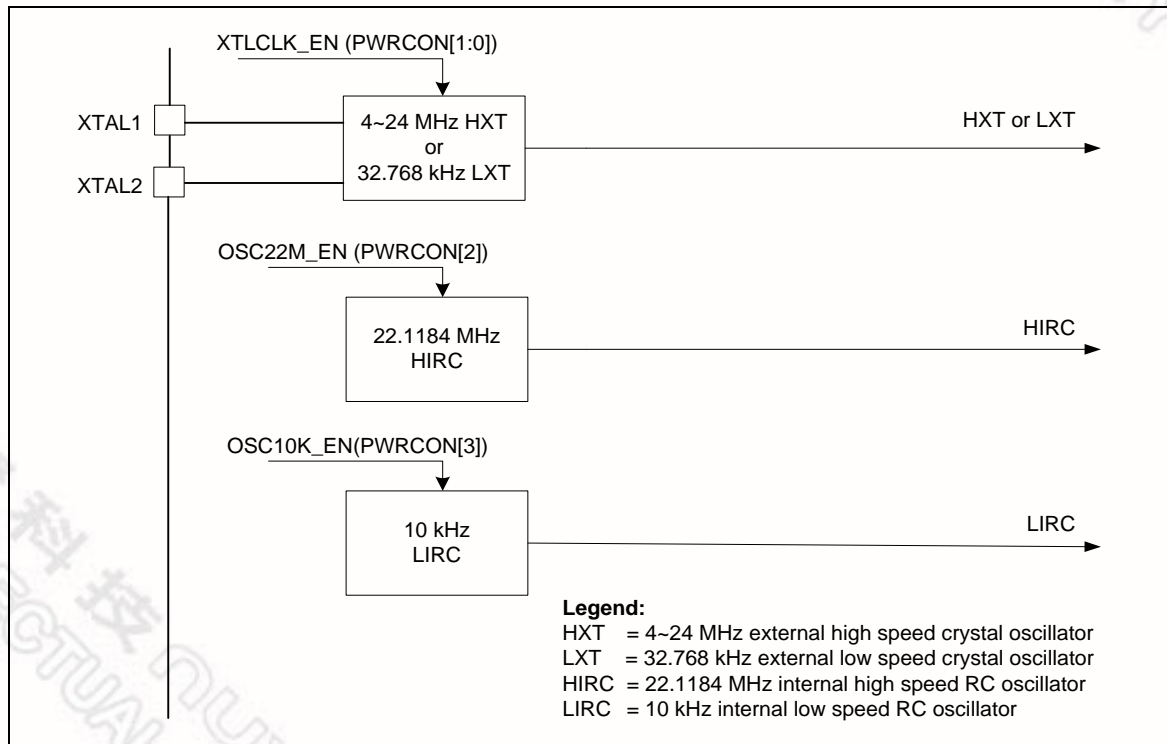 XTLCLK_EN (PWRCON[1:0])
XTAL1
XTAL2
4~24 MHz HXT
or
32.768 kHz LXT
HXT or LXT
OSC22M_EN (PWRCON[2])
22.1184 MHz
HIRC
HIRC
OSC10K_EN(PWRCON[3])
10 kHz
LIRC
LIRC
Legend:
HXT = 4~24 MHz external high speed crystal oscillator
LXT = 32.768 kHz external low speed crystal oscillator
HIRC = 22.1184 MHz internal high speed RC oscillator
LIRC = 10 kHz internal low speed RC oscillator
科技